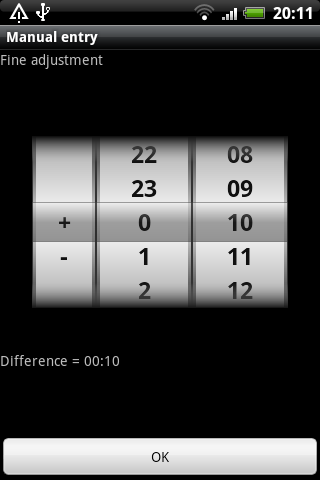 20:11
Manual entry
Fine adjustment
22 08
23 09
+ 0 10
- 1 11
2 12
Difference = 00:10
OK